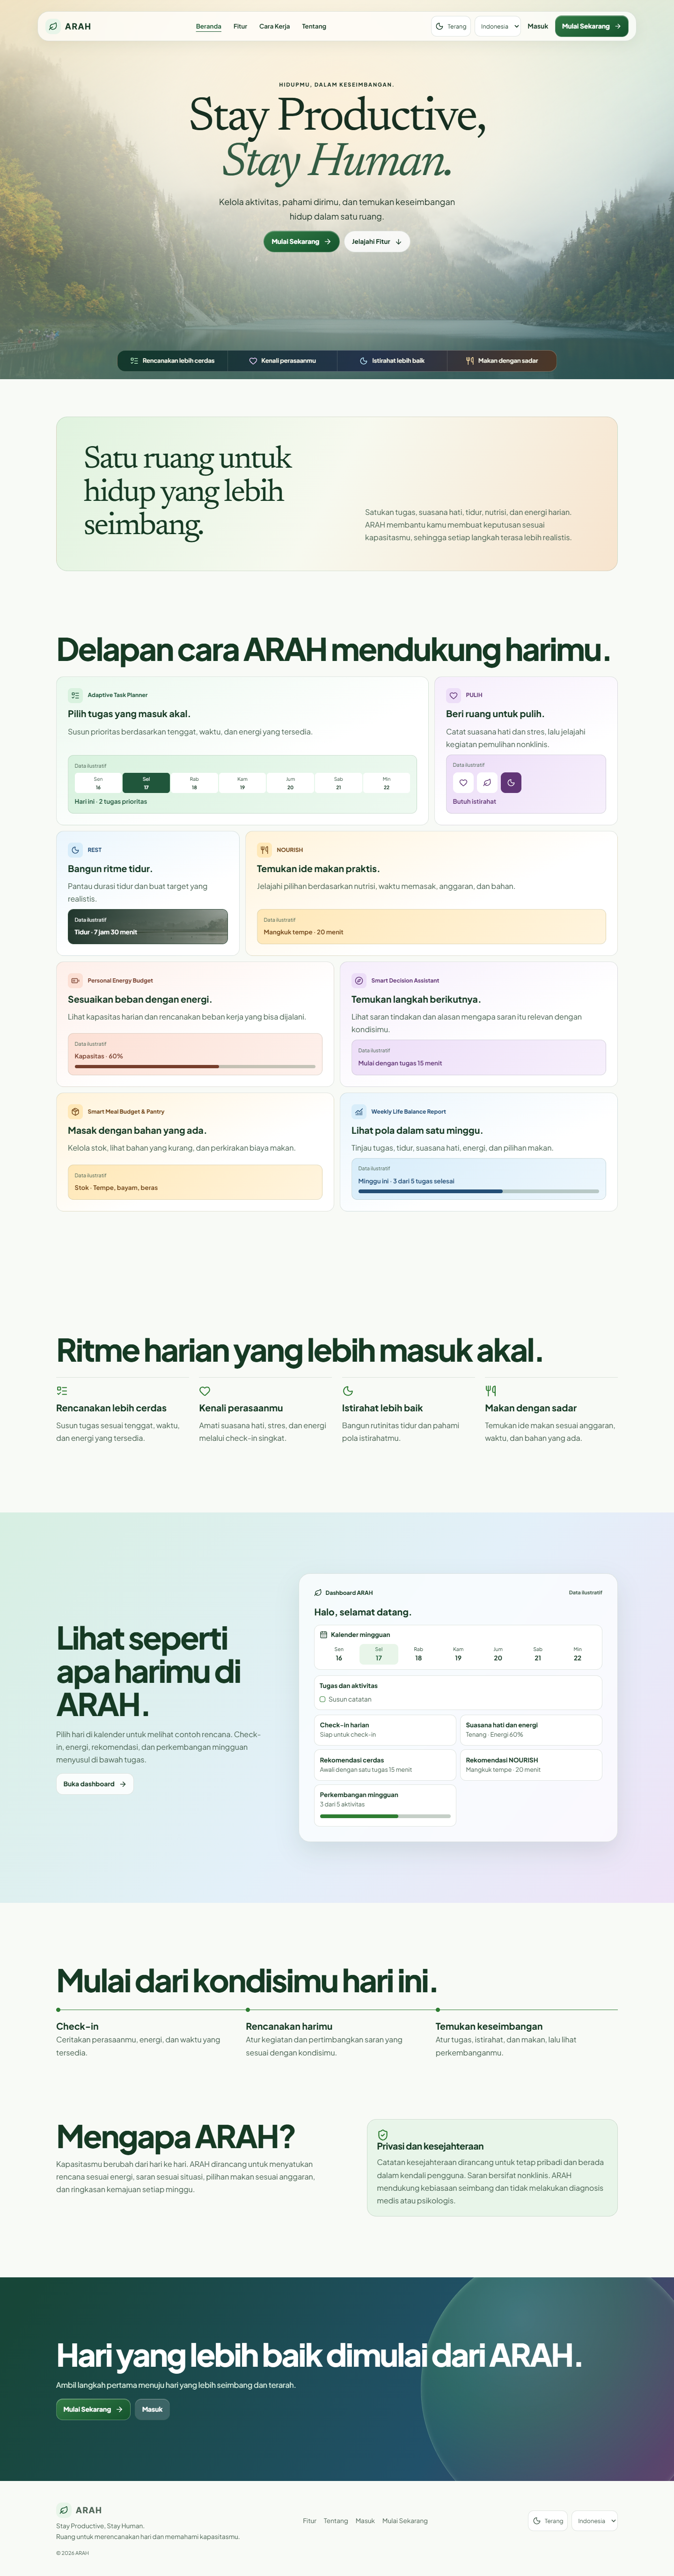 ARAH
Beranda Fitur Cara Kerja Tentang
Terang Indonesia Masuk Mulai Sekarang
HIDUPMU, DALAM KESEIMBANGAN.
Stay Productive,
Stay Human.
Kelola aktivitas, pahami dirimu, dan temukan keseimbangan
hidup dalam satu ruang.
Mulai Sekarang Jelajahi Fitur
Rencanakan lebih cerdas Kenali perasaanmu Istirahat lebih baik Makan dengan sadar
Satu ruang untuk
hidup yang lebih
seimbang.
Satukan tugas, suasana hati, tidur, nutrisi, dan energi harian.
ARAH membantu kamu membuat keputusan sesuai
kapasitasmu, sehingga setiap langkah terasa lebih realistis.
Delapan cara ARAH mendukung harimu.
Adaptive Task Planner
Pilih tugas yang masuk akal.
Susun prioritas berdasarkan tenggat, waktu, dan energi yang tersedia.
Data ilustratif
Sen Sel Rab Kam Jum Sab Min
16 17 18 19 20 21 22
Hari ini · 2 tugas prioritas
PULIH
Beri ruang untuk pulih.
Catat suasana hati dan stres, lalu jelajahi
kegiatan pemulihan nonklinis.
Data ilustratif
Butuh istirahat
REST
Bangun ritme tidur.
Pantau durasi tidur dan buat target yang
realistis.
Data ilustratif
Tidur · 7 jam 30 menit
NOURISH
Temukan ide makan praktis.
Jelajahi pilihan berdasarkan nutrisi, waktu memasak, anggaran, dan bahan.
Data ilustratif
Mangkuk tempe · 20 menit
Personal Energy Budget
Sesuaikan beban dengan energi.
Lihat kapasitas harian dan rencanakan beban kerja yang bisa dijalani.
Data ilustratif
Kapasitas · 60%
Smart Decision Assistant
Temukan langkah berikutnya.
Lihat saran tindakan dan alasan mengapa saran itu relevan dengan
kondisimu.
Data ilustratif
Mulai dengan tugas 15 menit
Smart Meal Budget & Pantry
Masak dengan bahan yang ada.
Kelola stok, lihat bahan yang kurang, dan perkirakan biaya makan.
Data ilustratif
Stok · Tempe, bayam, beras
Weekly Life Balance Report
Lihat pola dalam satu minggu.
Tinjau tugas, tidur, suasana hati, energi, dan pilihan makan.
Data ilustratif
Minggu ini · 3 dari 5 tugas selesai
Ritme harian yang lebih masuk akal.
Rencanakan lebih cerdas
Susun tugas sesuai tenggat, waktu,
dan energi yang tersedia.
Kenali perasaanmu
Amati suasana hati, stres, dan energi
melalui check-in singkat.
Istirahat lebih baik
Bangun rutinitas tidur dan pahami
pola istirahatmu.
Makan dengan sadar
Temukan ide makan sesuai anggaran,
waktu, dan bahan yang ada.
Lihat seperti
apa harimu di
ARAH.
Pilih hari di kalender untuk melihat contoh rencana. Check-
in, energi, rekomendasi, dan perkembangan mingguan
menyusul di bawah tugas.
Buka dashboard
Dashboard ARAH Data ilustratif
Halo, selamat datang.
Kalender mingguan
Sen Sel Rab Kam Jum Sab Min
16 17 18 19 20 21 22
Tugas dan aktivitas
Susun catatan
Check-in harian
Siap untuk check-in
Suasana hati dan energi
Tenang · Energi 60%
Rekomendasi cerdas
Awali dengan satu tugas 15 menit
Rekomendasi NOURISH
Mangkuk tempe · 20 menit
Perkembangan mingguan
3 dari 5 aktivitas
Mulai dari kondisimu hari ini.
Check-in
Ceritakan perasaanmu, energi, dan waktu yang
tersedia.
Rencanakan harimu
Atur kegiatan dan pertimbangkan saran yang
sesuai dengan kondisimu.
Temukan keseimbangan
Atur tugas, istirahat, dan makan, lalu lihat
perkembanganmu.
Mengapa ARAH?
Kapasitasmu berubah dari hari ke hari. ARAH dirancang untuk menyatukan
rencana sesuai energi, saran sesuai situasi, pilihan makan sesuai anggaran,
dan ringkasan kemajuan setiap minggu.
Privasi dan kesejahteraan
Catatan kesejahteraan dirancang untuk tetap pribadi dan berada
dalam kendali pengguna. Saran bersifat nonklinis. ARAH
mendukung kebiasaan seimbang dan tidak melakukan diagnosis
medis atau psikologis.
Hari yang lebih baik dimulai dari ARAH.
Ambil langkah pertama menuju hari yang lebih seimbang dan terarah.
Mulai Sekarang Masuk
ARAH
Stay Productive, Stay Human.
Ruang untuk merencanakan hari dan memahami kapasitasmu.
© 2026 ARAH
Fitur Tentang Masuk Mulai Sekarang
Terang Indonesia